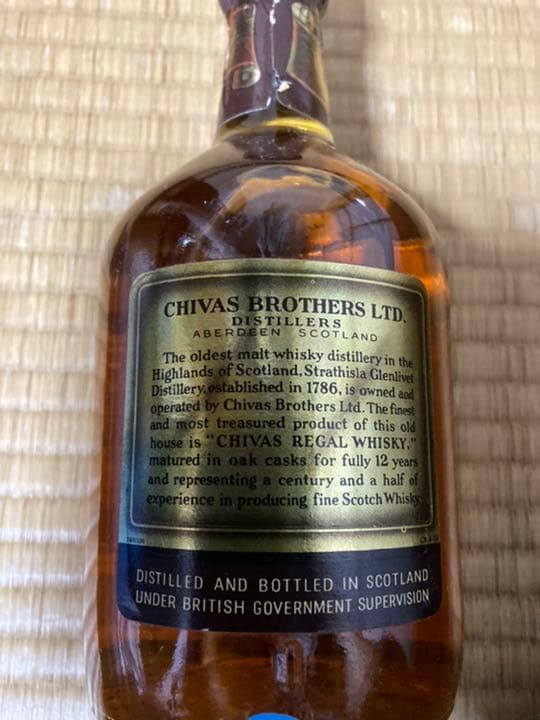 CHIVAS BROTHERS LTD.
DISTILLERS
ABERDEEN SCOTLAND
The oldest malt whisky distillery in the
Highlands of Scotland, Strathisla Glenlivet
Distillery, established in 1786, is owned and
operated by Chivas Brothers Ltd. The finest
and most treasured product of this old
house is "CHIVAS REGAL WHISKY,"
matured in oak casks for fully 12 years
and representing a century and a half of
experience in producing fine Scotch Whisky.
DISTILLED AND BOTTLED IN SCOTLAND
UNDER BRITISH GOVERNMENT SUPERVISION